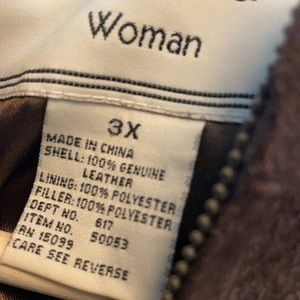 Woman
3X
MADE IN CHINA
SHELL: 100% GENUINE
LEATHER
LINING: 100% POLYESTER
FILLER: 100% POLYESTER
DEPT NO. 617
ITEM NO. 50053
RN 15099
CARE SEE REVERSE